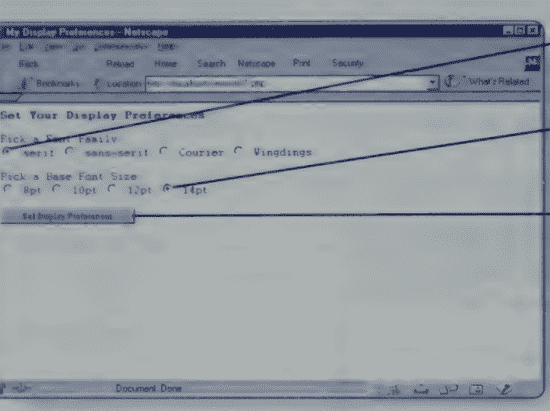 My Display Preferences - Netscape
Back Reload Home Search Netscape Print Security
Bookmarks Location What's Related
Set Your Display Preferences
Pick a Font Family
serif sans-serif Courier Wingdings
Pick a Base Font Size
8pt 10pt 12pt 14pt
Set Display Preferences
Document Done